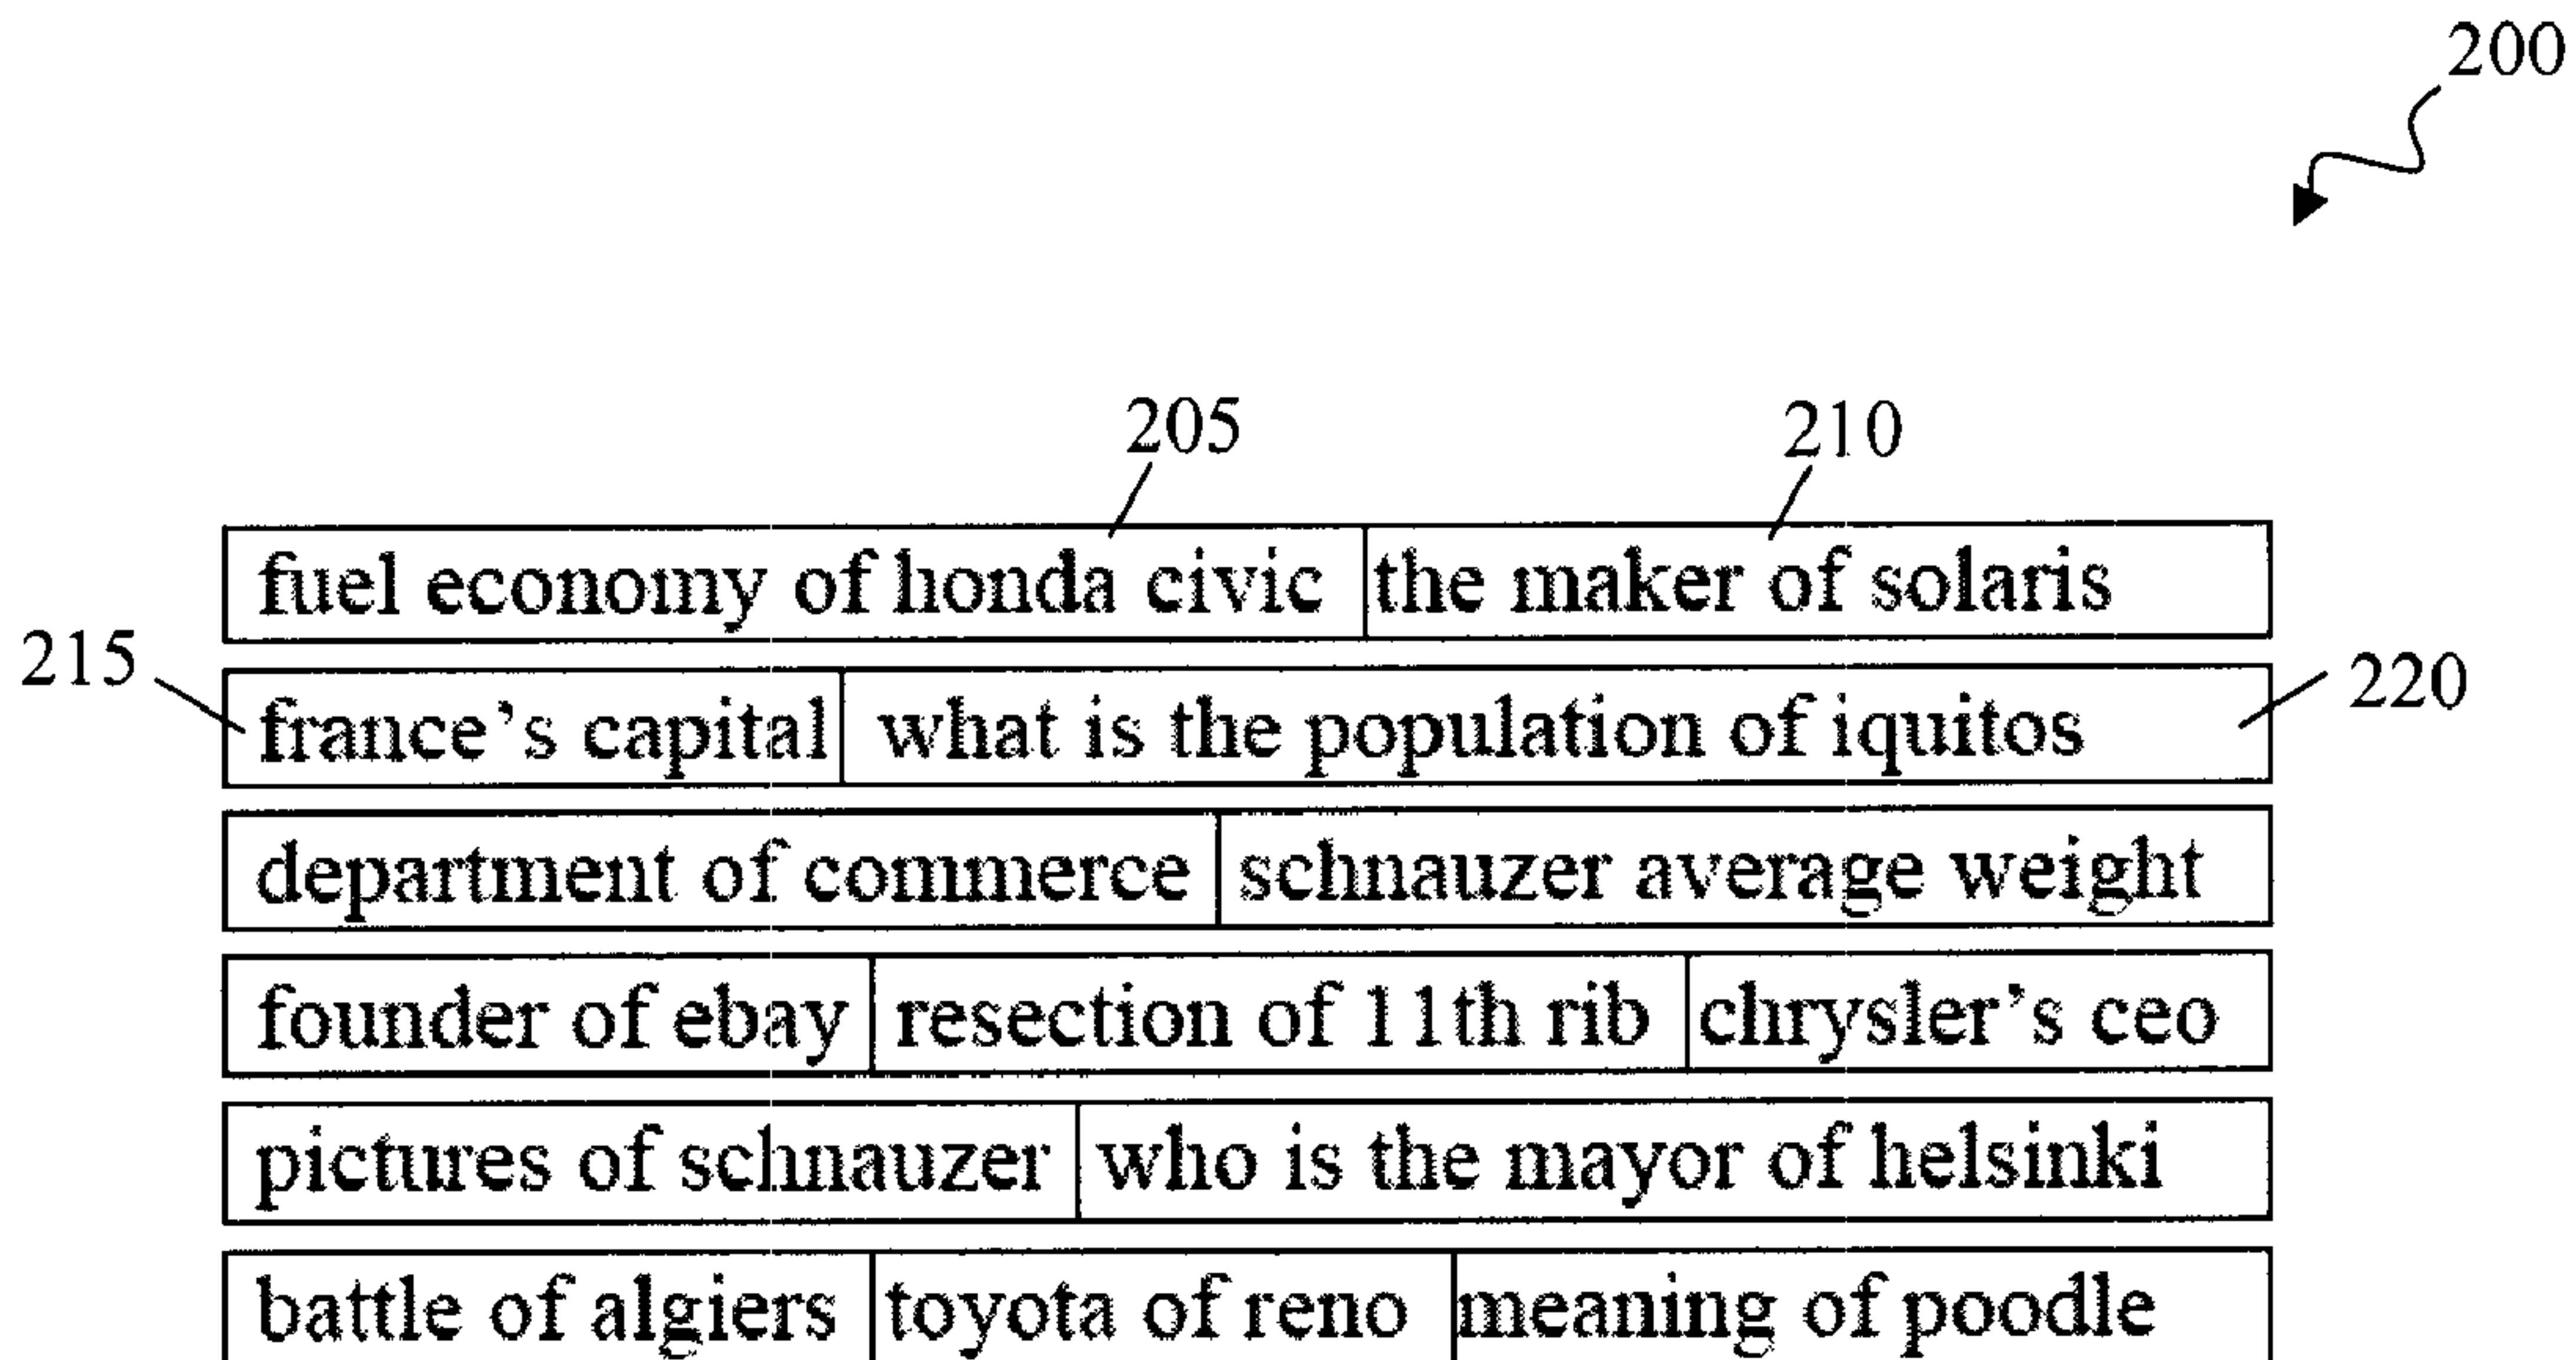 200
205 210
fuel economy of honda civic the maker of solaris
215 france's capital what is the population of iquitos 220
department of commerce schnauzer average weight
founder of ebay resection of 11th rib chrysler's ceo
pictures of schnauzer who is the mayor of helsinki
battle of algiers toyota of reno meaning of poodle